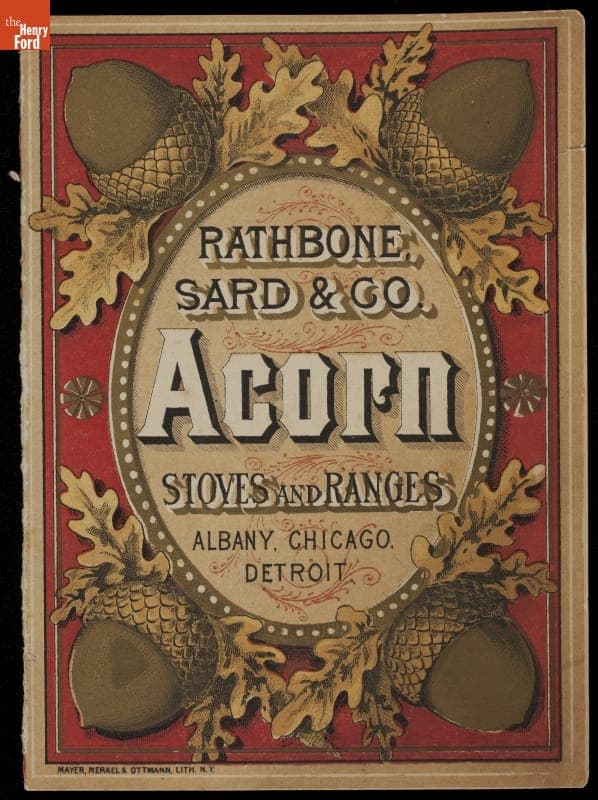 the
Henry
Ford
RATHBONE,
SARD & CO.
ACORN
STOVES AND RANGES
ALBANY, CHICAGO,
DETROIT
MAYER, MERKEL & OTTMANN, LITH. N.Y.